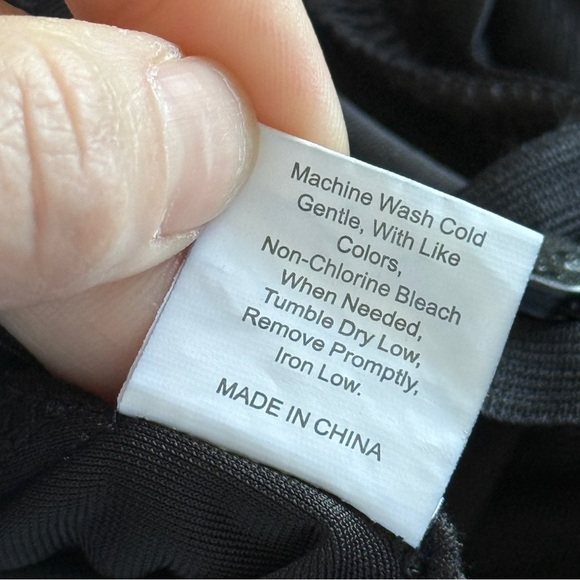 Machine Wash Cold
Gentle, With Like
Colors,
Non-Chlorine Bleach
When Needed,
Tumble Dry Low,
Remove Promptly,
Iron Low.
MADE IN CHINA